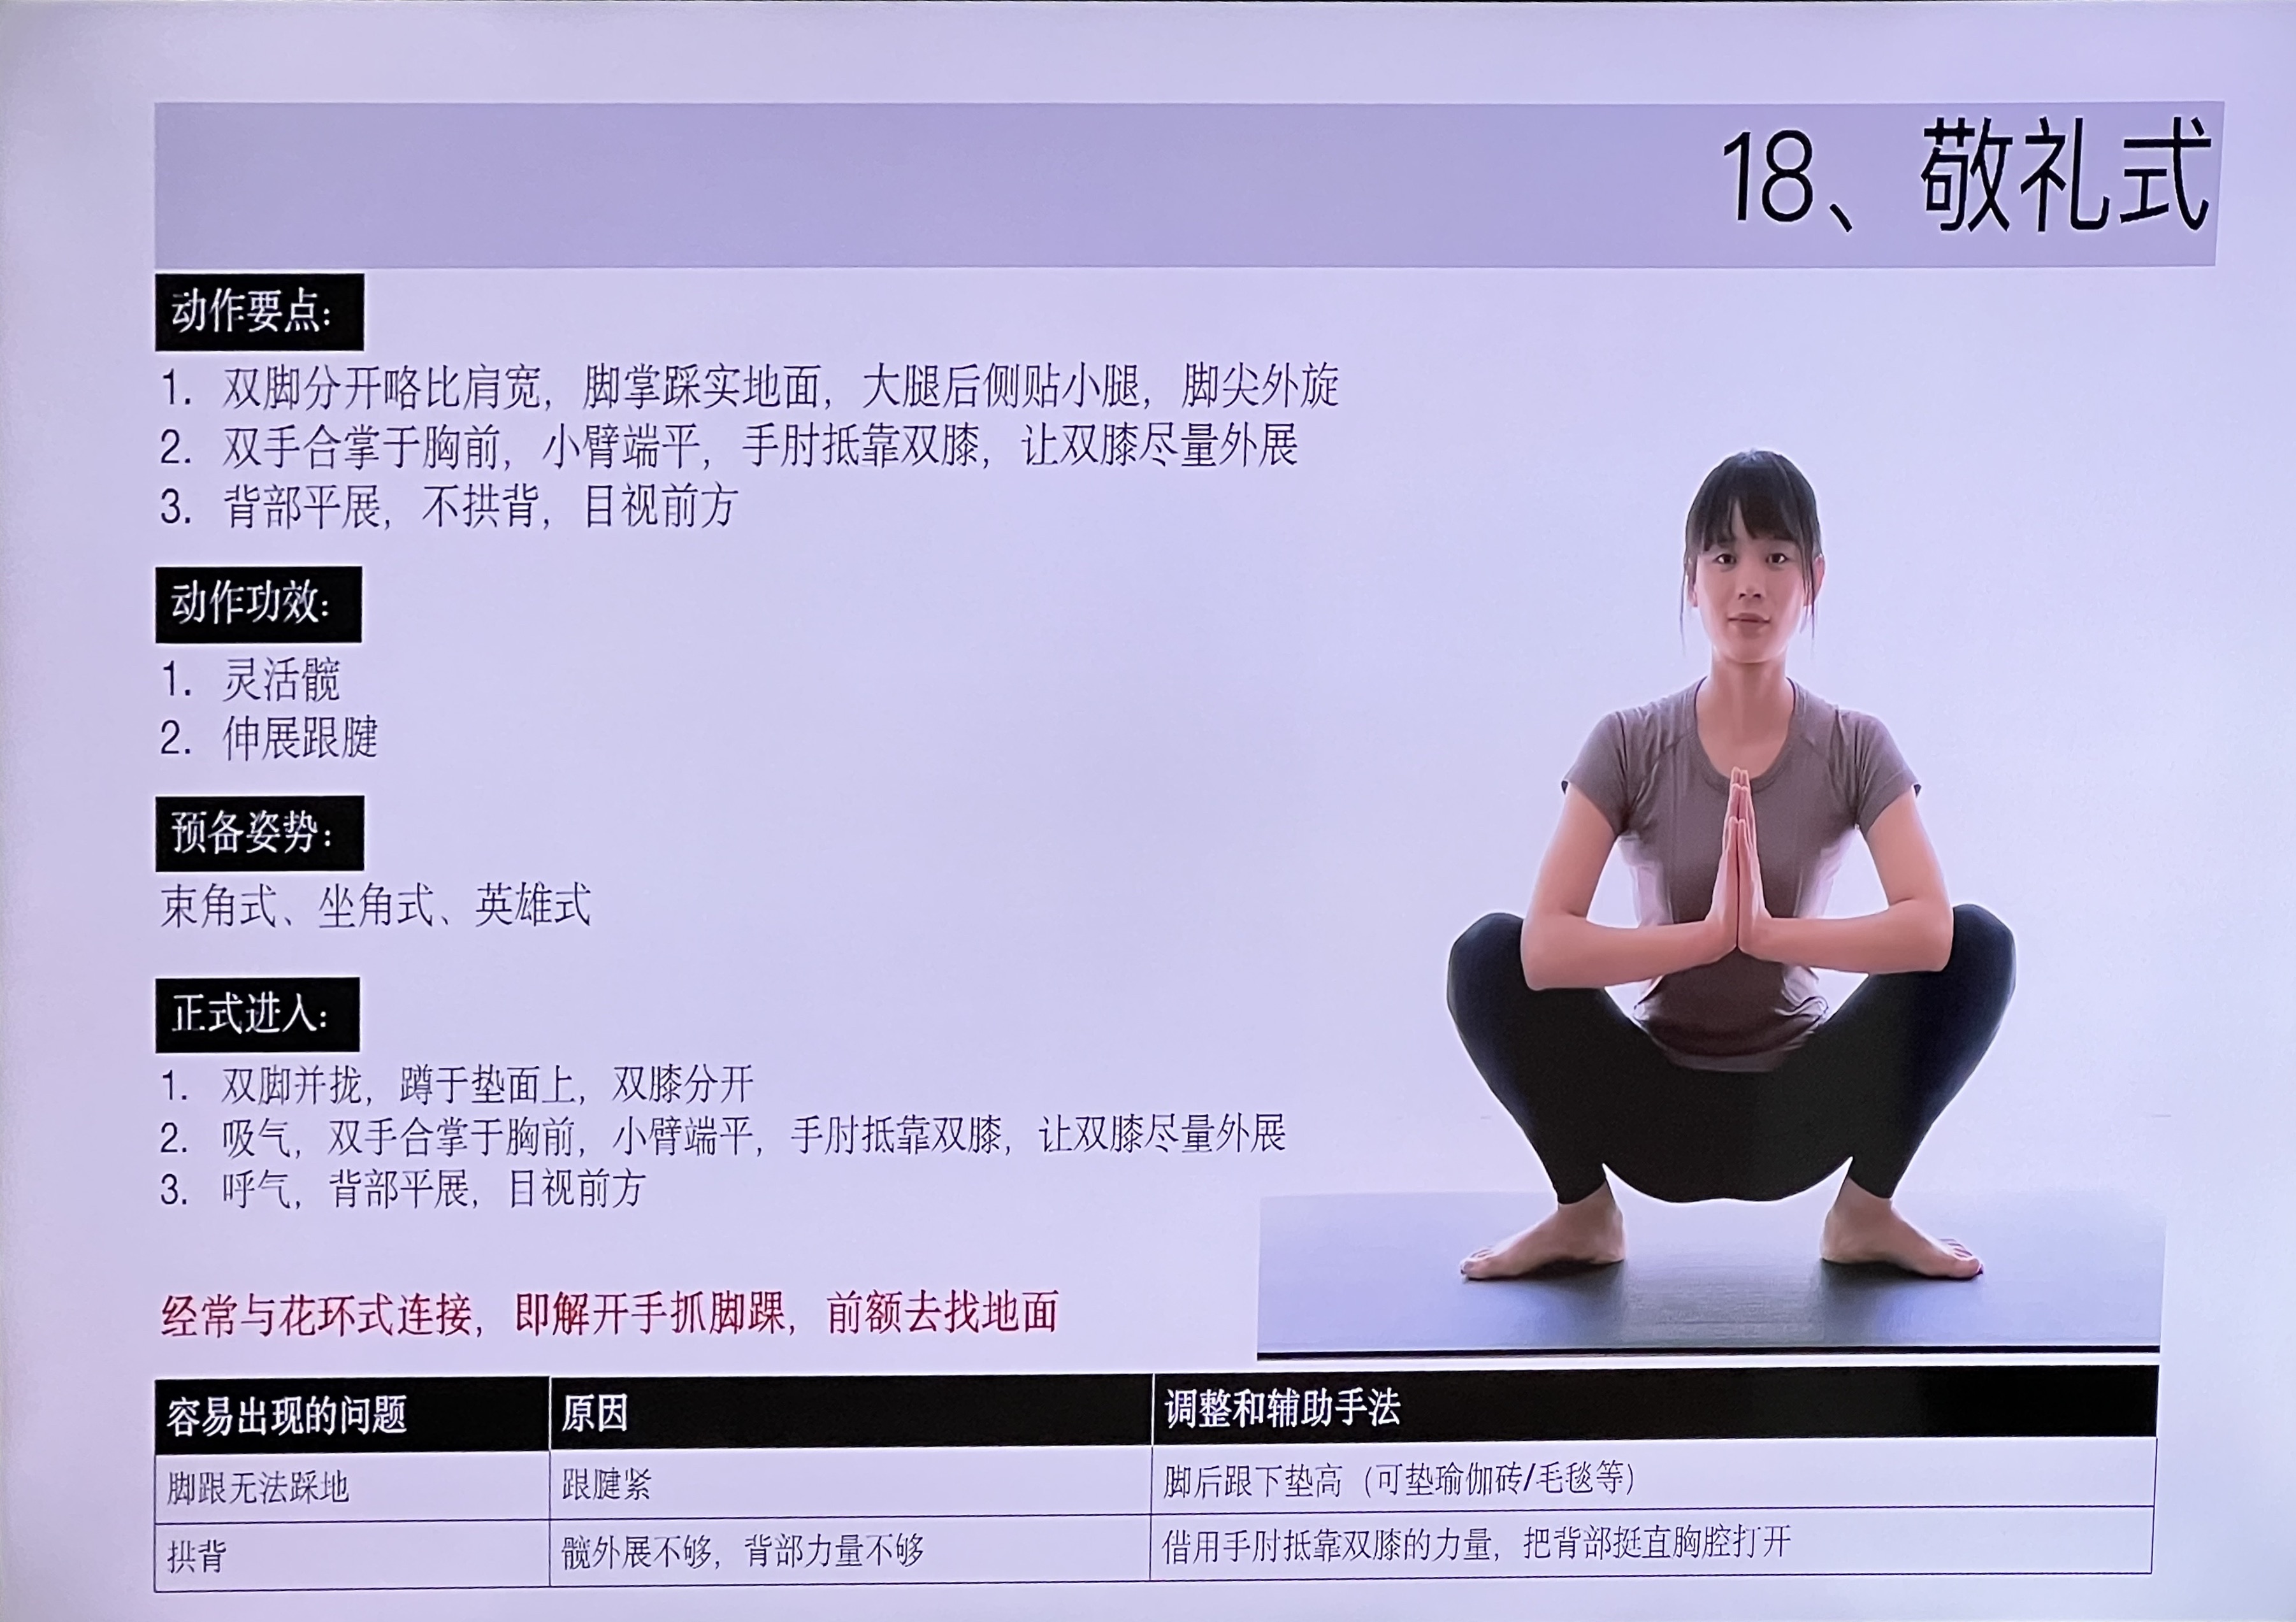 18、敬礼式
动作要点:
1. 双脚分开略比肩宽, 脚掌踩实地面, 大腿后侧贴小腿, 脚尖外旋
2. 双手合掌于胸前, 小臂端平, 手肘抵靠双膝, 让双膝尽量外展
3. 背部平展, 不拱背, 目视前方
动作功效:
1. 灵活髋
2. 伸展跟腱
预备姿势:
束角式、坐角式、英雄式
正式进入:
1. 双脚并拢, 蹲于垫面上, 双膝分开
2. 吸气, 双手合掌于胸前, 小臂端平, 手肘抵靠双膝, 让双膝尽量外展
3. 呼气, 背部平展, 目视前方
经常与花环式连接, 即解开手抓脚踝, 前额去找地面
容易出现的问题 原因 调整和辅助手法
脚跟无法踩地 跟腱紧 脚后跟下垫高 (可垫瑜伽砖/毛毯等)
拱背 髋外展不够, 背部力量不够 借用手肘抵靠双膝的力量, 把背部挺直胸腔打开